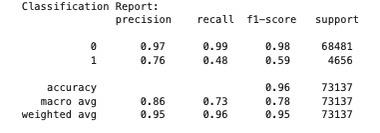 Classification Report:
precision recall f1-score support
0 0.97 0.99 0.98 68481
1 0.76 0.48 0.59 4656
accuracy 0.96 73137
macro avg 0.86 0.73 0.78 73137
weighted avg 0.95 0.96 0.95 73137